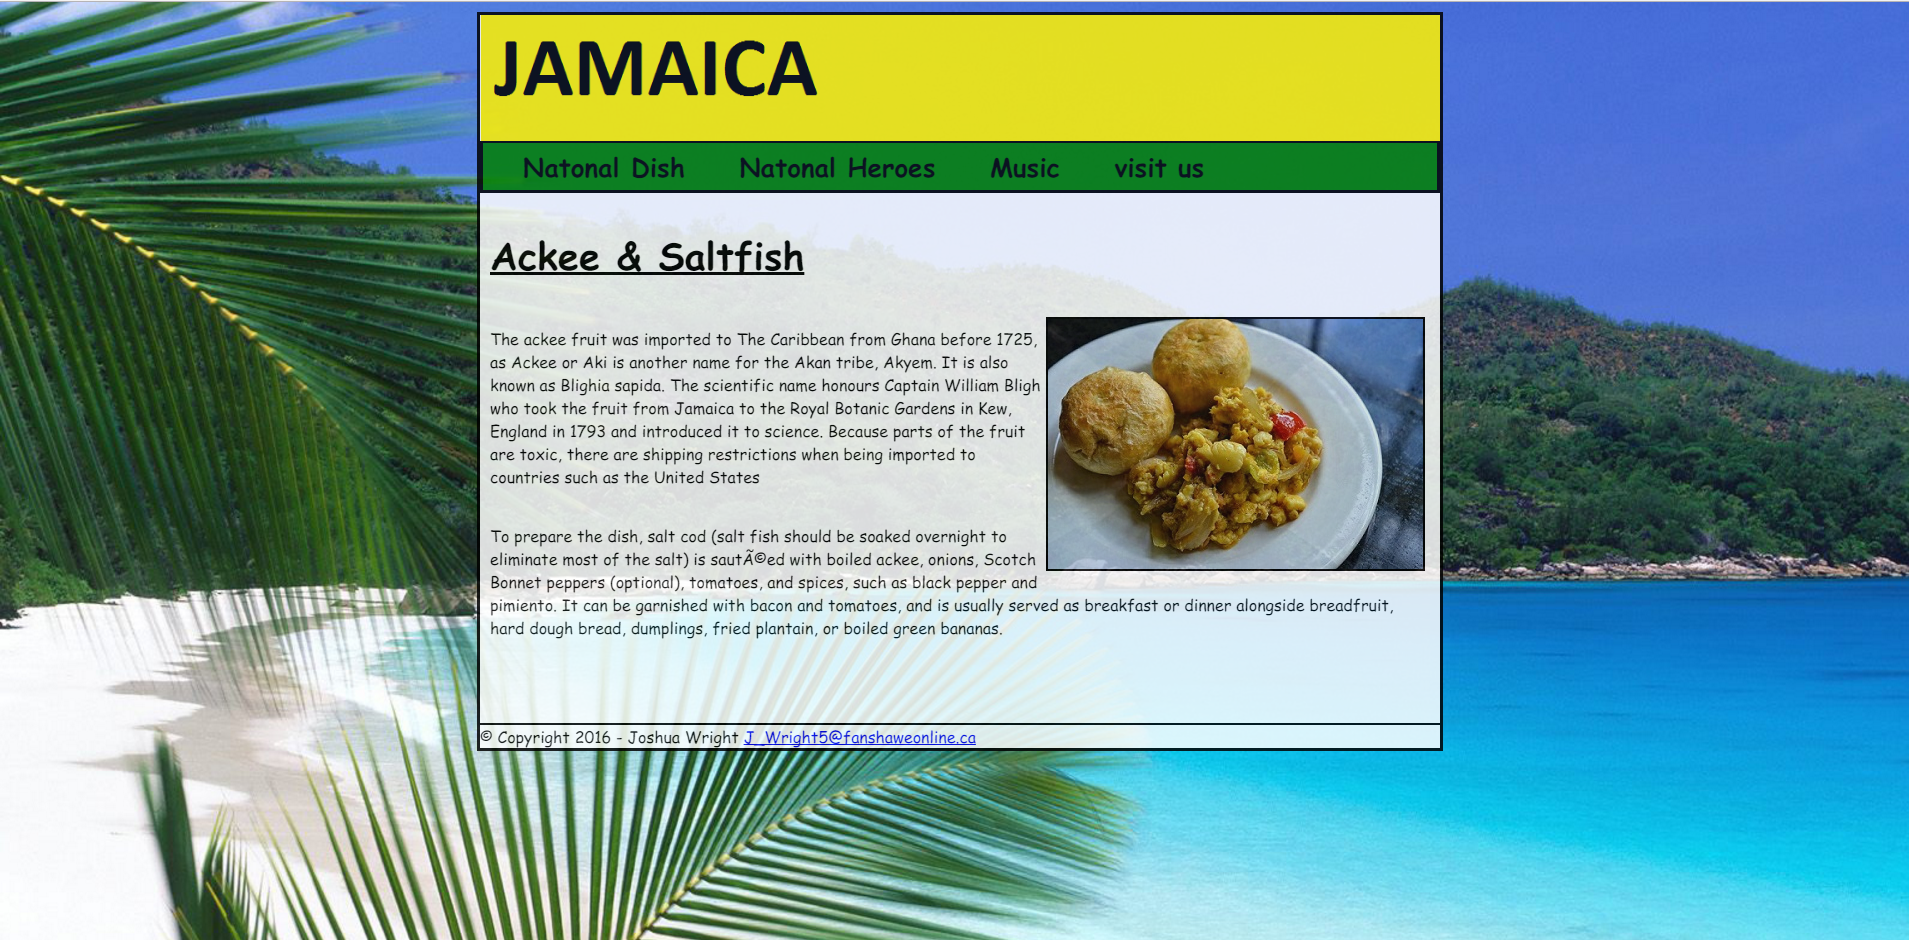 JAMAICA
Natonal Dish Natonal Heroes Music visit us
Ackee & Saltfish
The ackee fruit was imported to The Caribbean from Ghana before 1725,
as Ackee or Aki is another name for the Akan tribe, Akyem. It is also
known as Blighia sapida. The scientific name honours Captain William Bligh
who took the fruit from Jamaica to the Royal Botanic Gardens in Kew,
England in 1793 and introduced it to science. Because parts of the fruit
are toxic, there are shipping restrictions when being imported to
countries such as the United States
To prepare the dish, salt cod (salt fish should be soaked overnight to
eliminate most of the salt) is sautÃ©ed with boiled ackee, onions, Scotch
Bonnet peppers (optional), tomatoes, and spices, such as black pepper and
pimiento. It can be garnished with bacon and tomatoes, and is usually served as breakfast or dinner alongside breadfruit,
hard dough bread, dumplings, fried plantain, or boiled green bananas.
© Copyright 2016 - Joshua Wright J_Wright5@fanshaweonline.ca